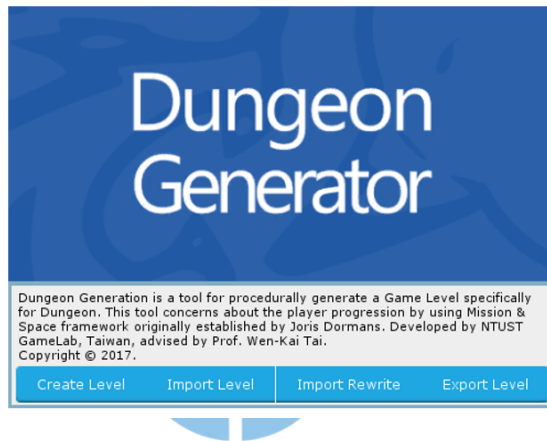 Dungeon
Generator
Dungeon Generation is a tool for procedurally generate a Game Level specifically
for Dungeon. This tool concerns about the player progression by using Mission &
Space framework originally established by Joris Dormans. Developed by NTUST
GameLab, Taiwan, advised by Prof. Wen-Kai Tai.
Copyright © 2017.
Create Level Import Level Import Rewrite Export Level